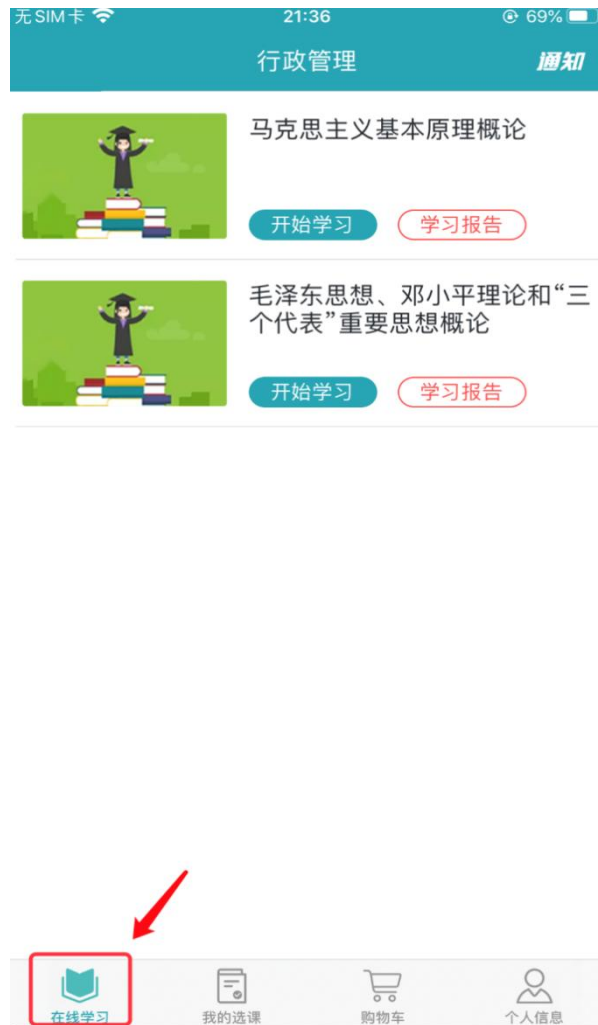 无SIM卡
21:36
69%
行政管理
通知
马克思主义基本原理概论
开始学习
学习报告
毛泽东思想、邓小平理论和“三
个代表”重要思想概论
开始学习
学习报告
在线学习
我的选课
购物车
个人信息